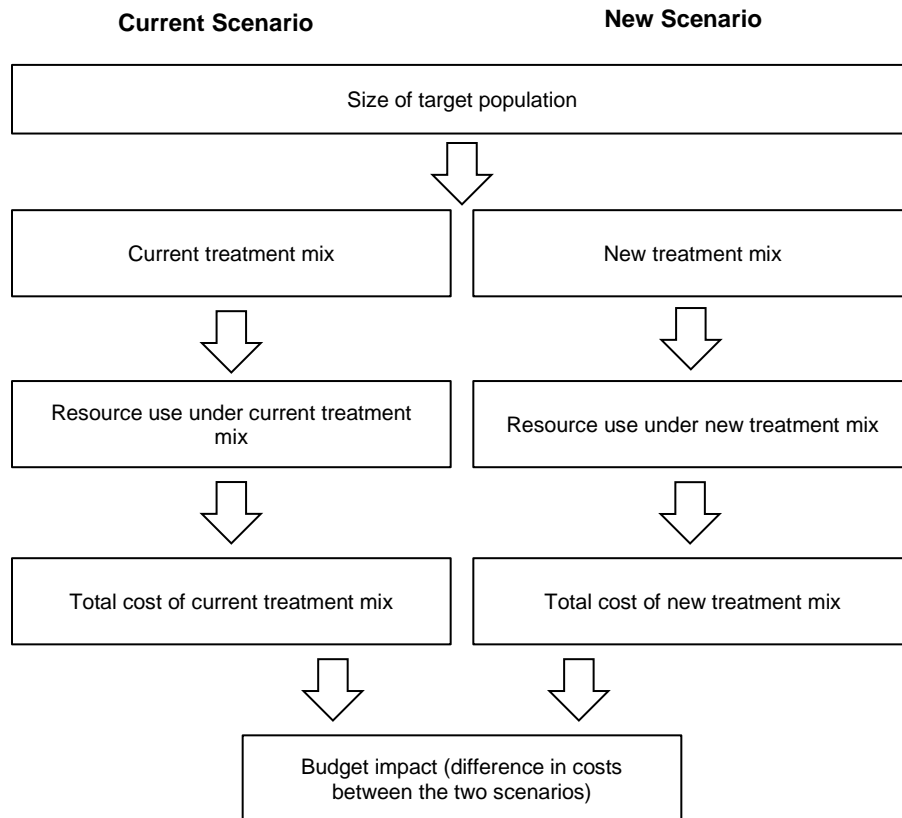 Current Scenario
New Scenario
Size of target population
Current treatment mix
New treatment mix
Resource use under current treatment
mix
Resource use under new treatment mix
Total cost of current treatment mix
Total cost of new treatment mix
Budget impact (difference in costs
between the two scenarios)